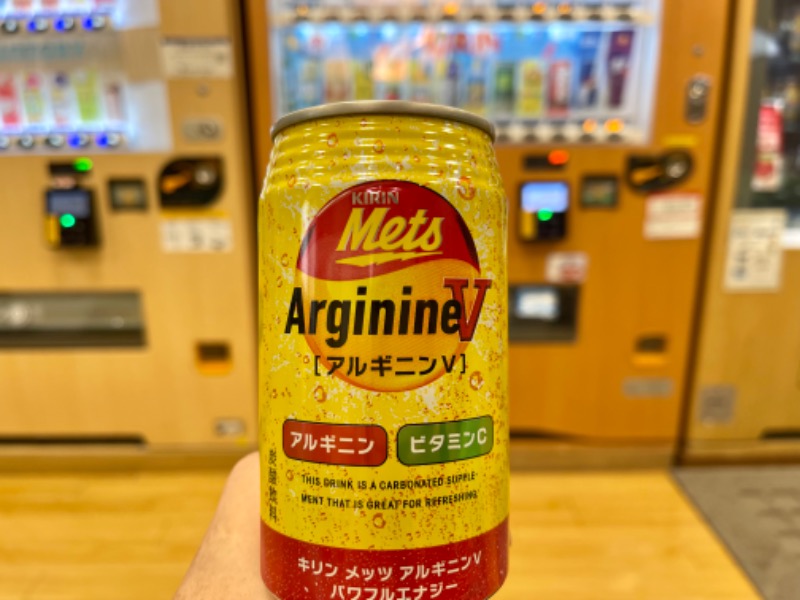 KIRIN
Mets
ArginineV
[アルギニンV]
アルギニン
ビタミンC
THIS DRINK IS A CARBONATED SUPPLE-
MENT THAT IS GREAT FOR REFRESHING.
炭酸飲料
キリン メッツ アルギニンV
パワフルエナジー